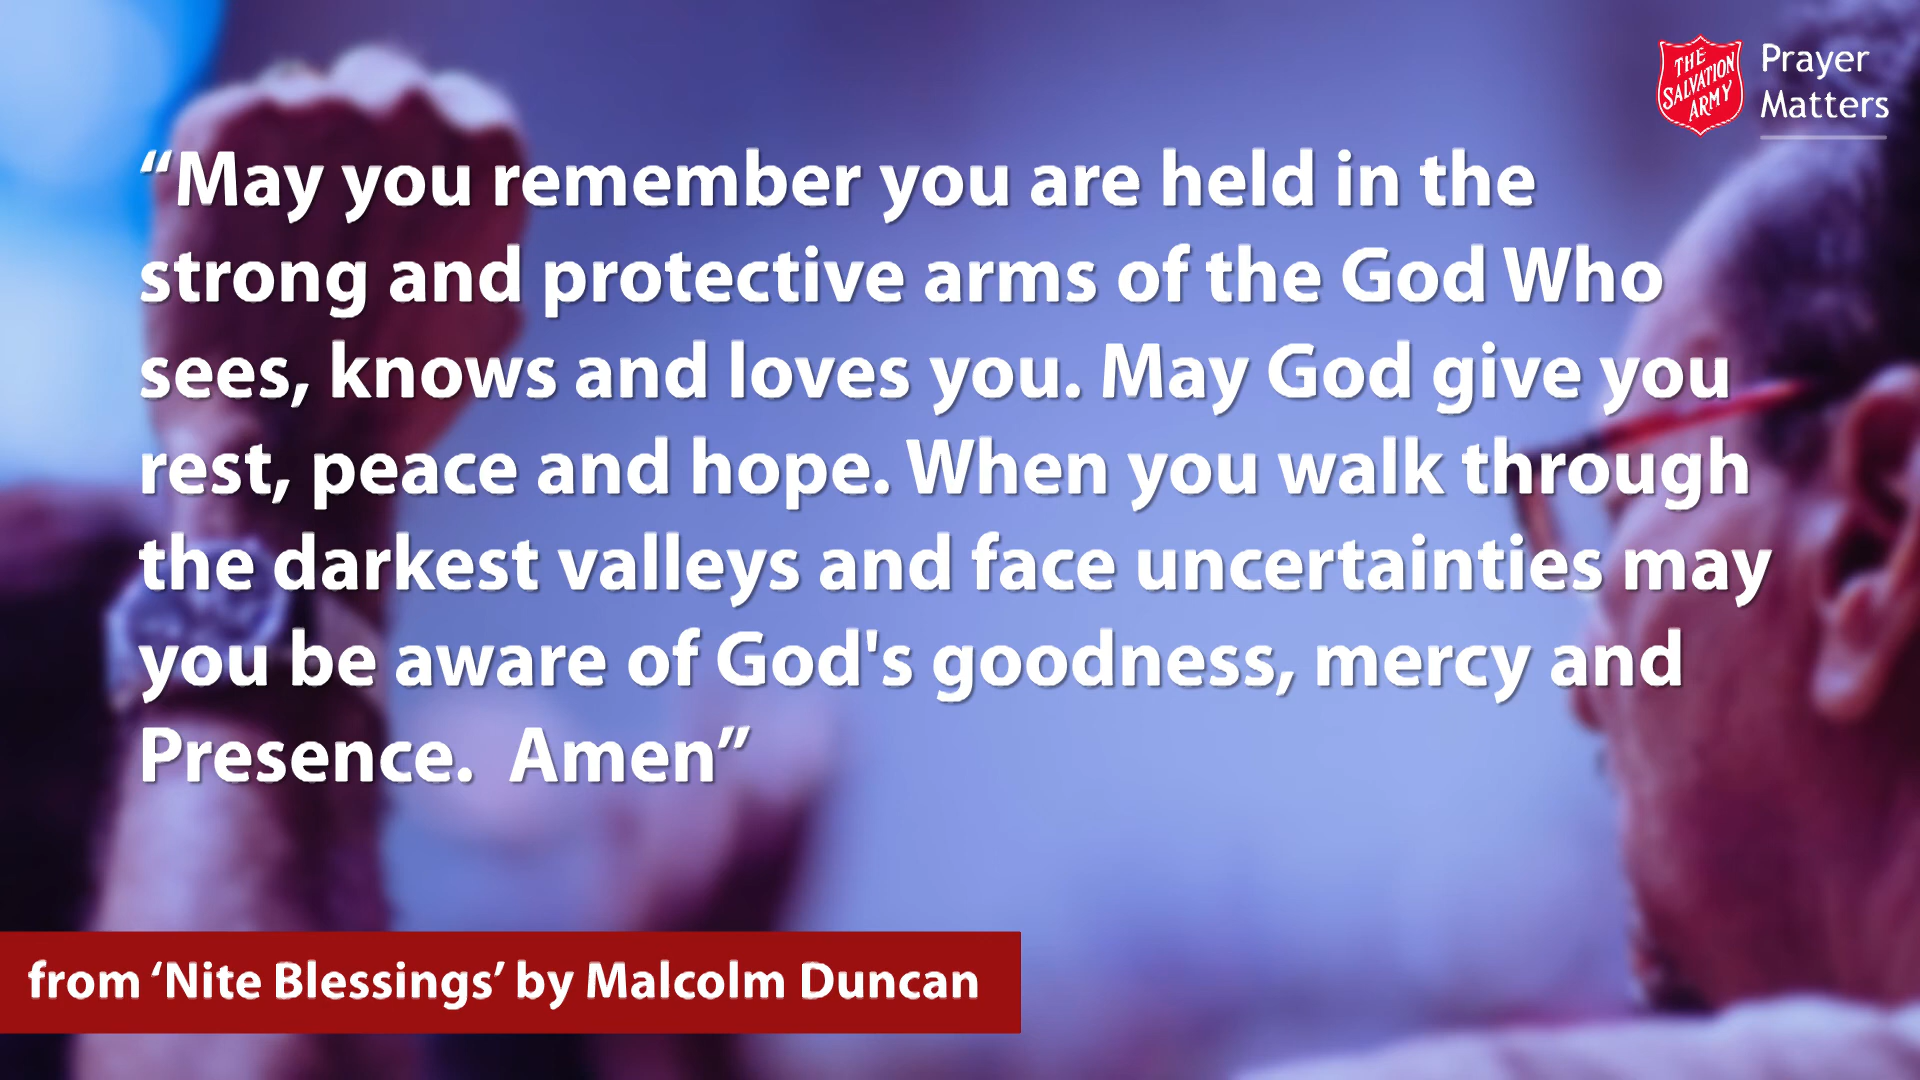 THE
SALVATION
ARMY
Prayer
Matters
“May you remember you are held in the
strong and protective arms of the God Who
sees, knows and loves you. May God give you
rest, peace and hope. When you walk through
the darkest valleys and face uncertainties may
you be aware of God's goodness, mercy and
Presence.  Amen”
from ‘Nite Blessings’ by Malcolm Duncan